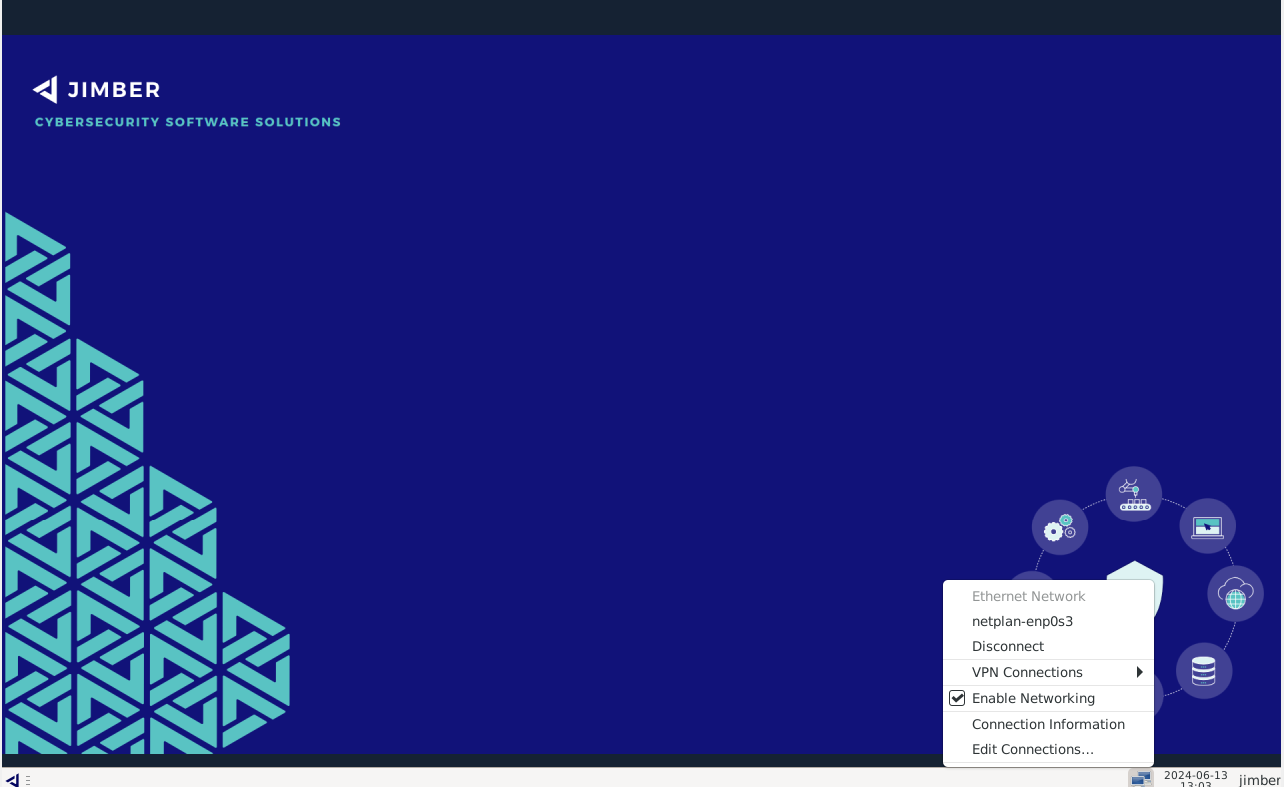 JIMBER
CYBERSECURITY SOFTWARE SOLUTIONS
Ethernet Network
netplan-enp0s3
Disconnect
VPN Connections
Enable Networking
Connection Information
Edit Connections...
2024-06-13
13:03
jimber